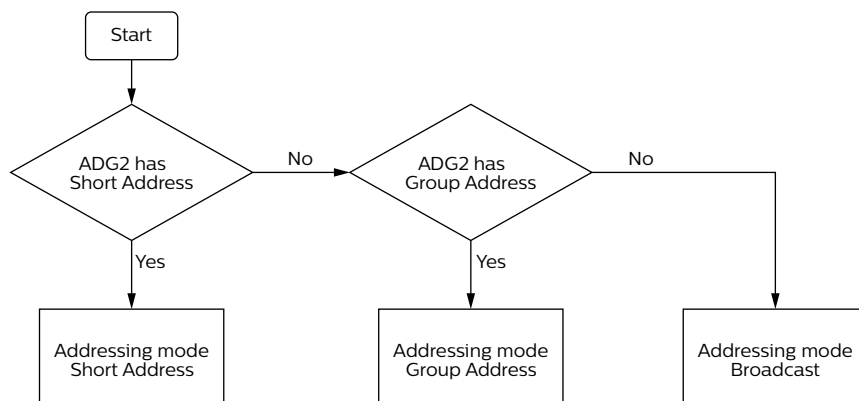 Start
ADG2 has
Short Address
No
ADG2 has
Group Address
No
Yes
Yes
Addressing mode
Short Address
Addressing mode
Group Address
Addressing mode
Broadcast